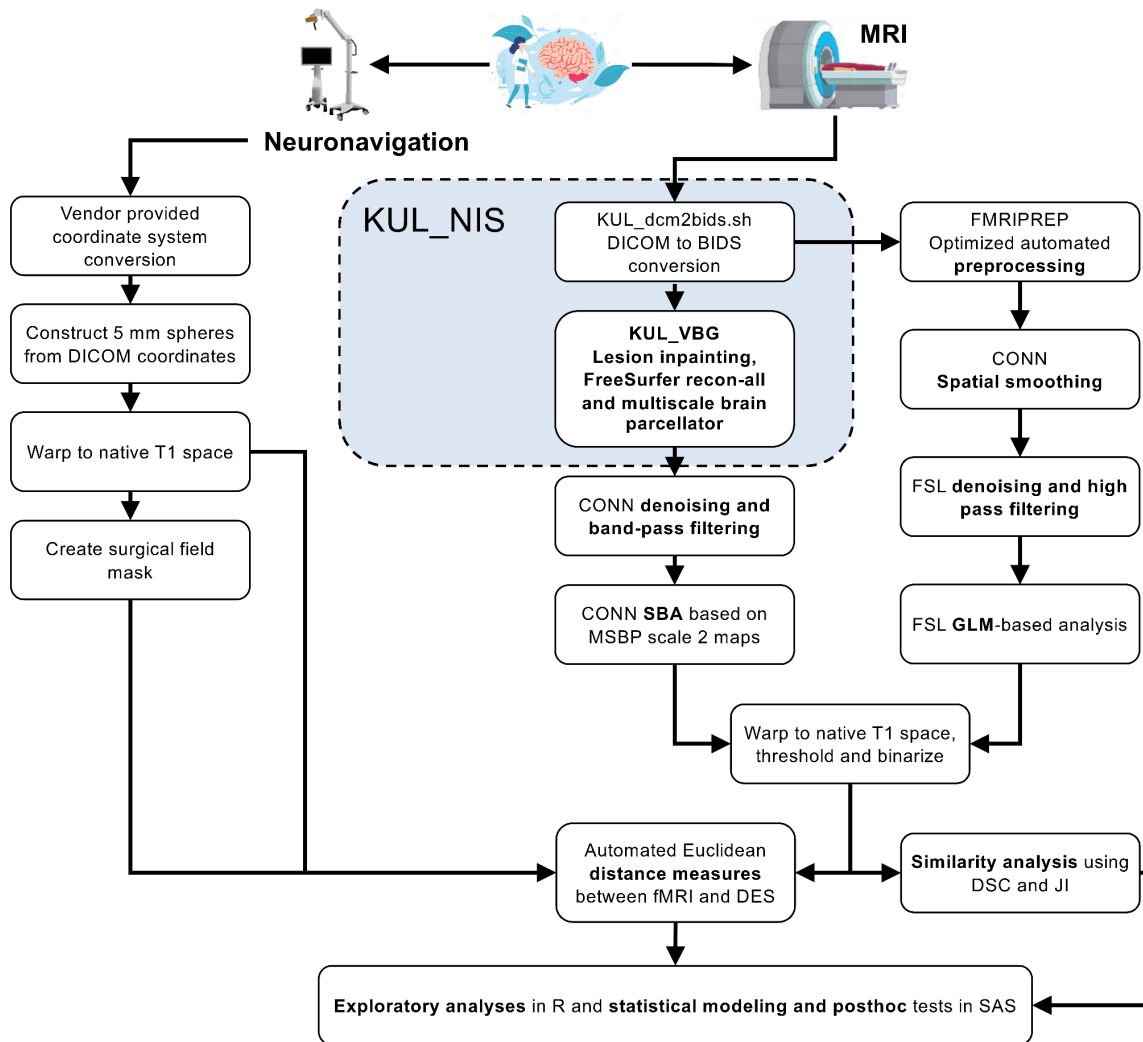 MRI
Neuronavigation
Vendor provided
coordinate system
conversion
Construct 5 mm spheres
from DICOM coordinates
Warp to native T1 space
Create surgical field
mask
KUL_NIS
KUL_dcm2bids.sh
DICOM to BIDS
conversion
KUL_VBG
Lesion inpainting,
FreeSurfer recon-all
and multiscale brain
parcellator
CONN denoising and
band-pass filtering
CONN SBA based on
MSBP scale 2 maps
FMRIPREP
Optimized automated
preprocessing
CONN
Spatial smoothing
FSL denoising and high
pass filtering
FSL GLM-based analysis
Warp to native T1 space,
threshold and binarize
Automated Euclidean
distance measures
between fMRI and DES
Similarity analysis using
DSC and JI
Exploratory analyses in R and statistical modeling and posthoc tests in SAS